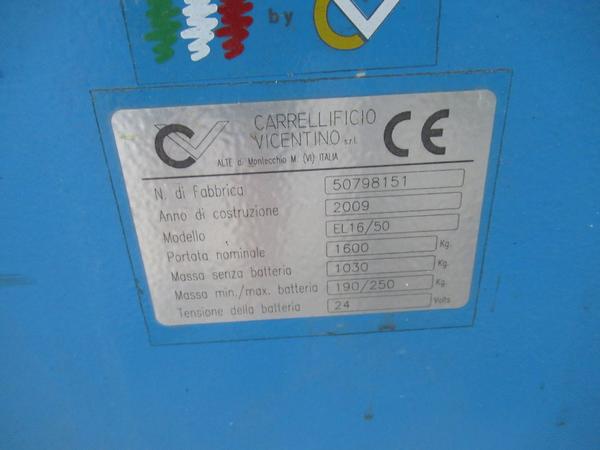 by CV
CV CARRELLIFICIO VICENTINO s.r.l. CE
ALTE di Montecchio M. (VI) ITALIA
N. di Fabbrica 50798151
Anno di costruzione 2009
Modello EL16/50
Portata nominale 1600 Kg.
Massa senza batteria 1030 Kg.
Massa min./max. batteria 190/250 Kg.
Tensione della batteria 24 Volts